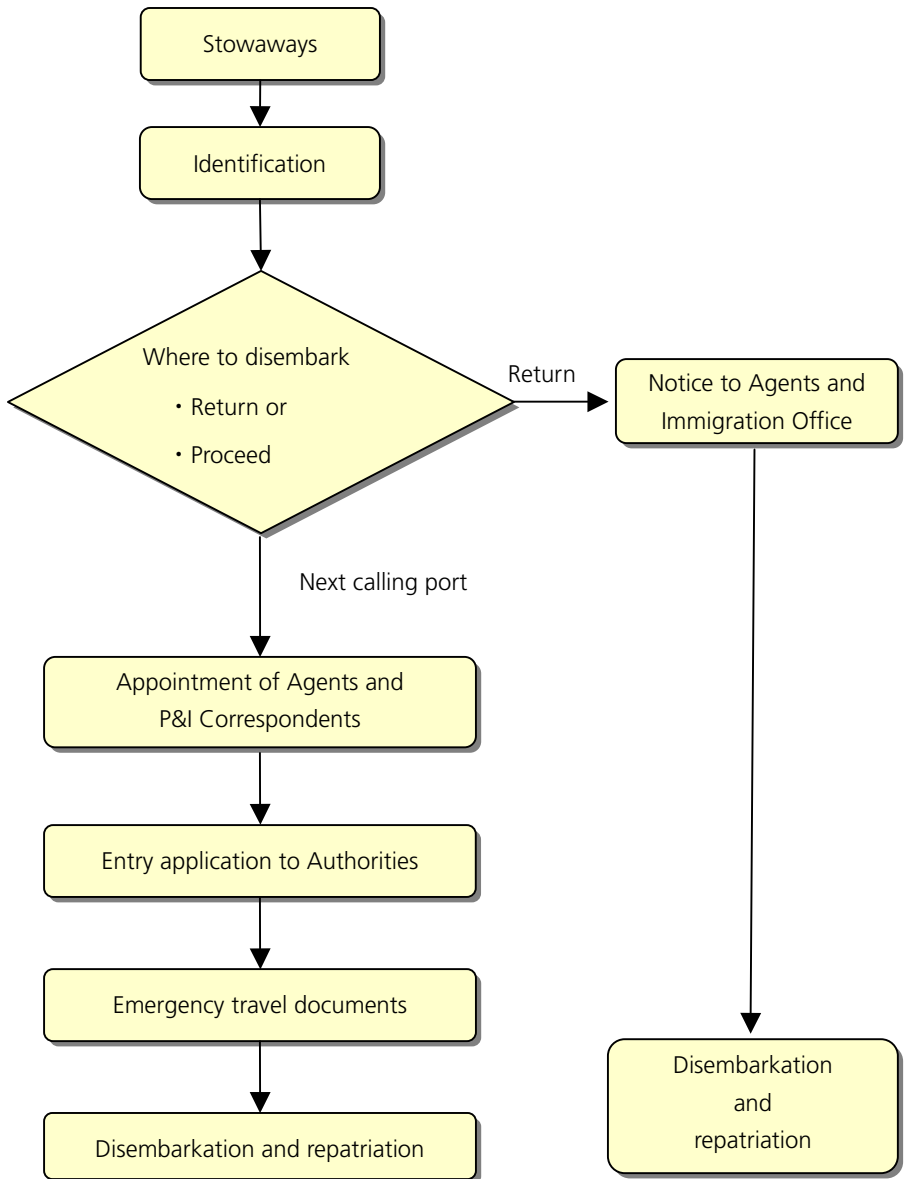 Stowaways
Identification
Where to disembark
・Return or
・Proceed
Return
Notice to Agents and
Immigration Office
Next calling port
Appointment of Agents and
P&I Correspondents
Entry application to Authorities
Emergency travel documents
Disembarkation and repatriation
Disembarkation
and
repatriation